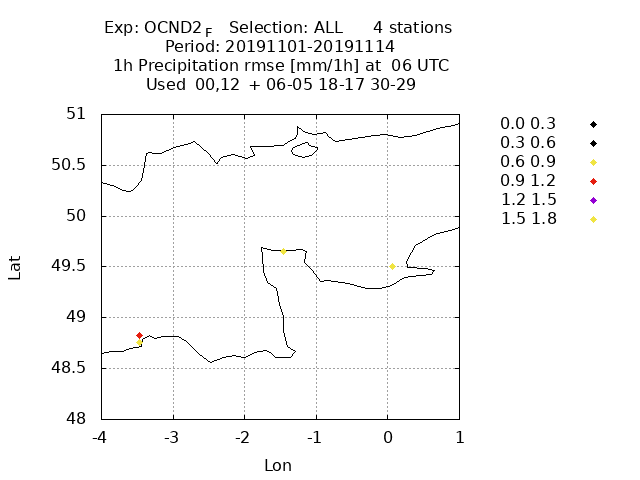 Exp: OCND2_F Selection: ALL 4 stations
Period: 20191101-20191114
1h Precipitation rmse [mm/1h] at 06 UTC
Used 00,12 + 06-05 18-17 30-29
51
50.5
50
49.5
49
48.5
48
-4 -3 -2 -1 0 1
Lat
Lon
0.0 0.3
0.3 0.6
0.6 0.9
0.9 1.2
1.2 1.5
1.5 1.8